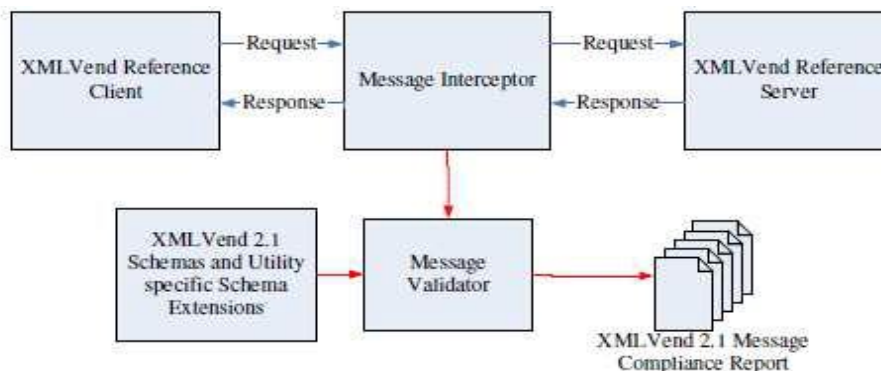 Request
Request
XMLVend Reference
Client
Message Interceptor
XMLVend Reference
Server
Response
Response
XMLVend 2.1
Schemas and Utility
specific Schema
Extensions
Message
Validator
XMLVend 2.1 Message
Compliance Report